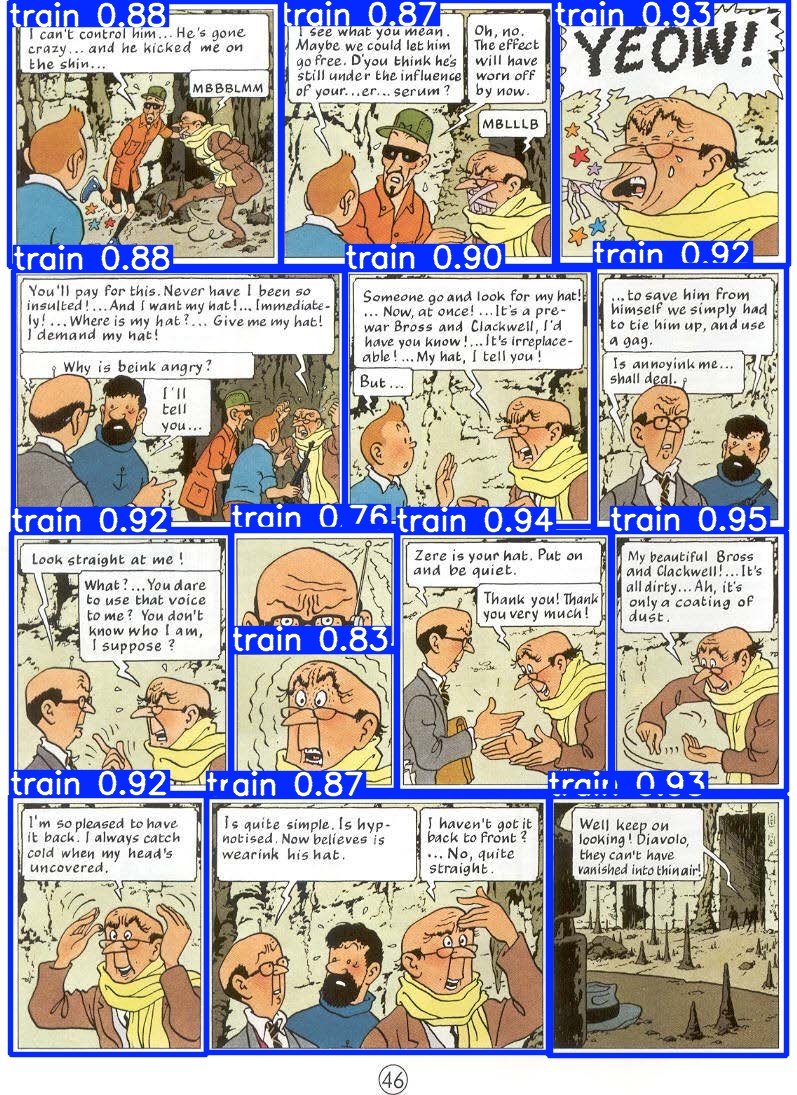 train 0.88
I can't control him... He's gone
crazy... and he kicked me on
the shin...
MBBBLMM
train 0.87
I see what you mean.
Maybe we could let him
go free. D'you think he's
still under the influence
of your...er... serum?
Oh, no.
The effect
will have
worn off
by now.
MBLLLB
train 0.93
YEOW!
train 0.88
You'll pay for this. Never have I been so
insulted!...And I want my hat!... Immediate-
ly!...Where is my hat?... Give me my hat!
I demand my hat!
Why is beink angry?
I'll
tell
you...
train 0.90
Someone go and look for my hat!
... Now, at once!...It's a pre-
war Bross and Clackwell, I'd
have you know!...It's irreplace-
able!...My hat, I tell you!
But...
train 0.92
...to save him from
himself we simply had
to tie him up, and use
a gag.
Is annoyink me...
shall deal.
train 0.92
Look straight at me!
What?...You dare
to use that voice
to me? You don't
know who I am,
I suppose?
train 0.76
train 0.83
train 0.94
Zere is your hat. Put on
and be quiet.
Thank you! Thank
you very much!
train 0.95
My beautiful Bross
and Clackwell!...It's
all dirty... Ah, it's
only a coating of
dust.
train 0.92
I'm so pleased to have
it back. I always catch
cold when my head's
uncovered.
train 0.87
Is quite simple. Is hyp-
notised. Now believes is
wearink his hat.
I haven't got it
back to front?
... No, quite
straight.
train 0.93
Well keep on
looking! Diavolo,
they can't have
vanished into thin air!
46